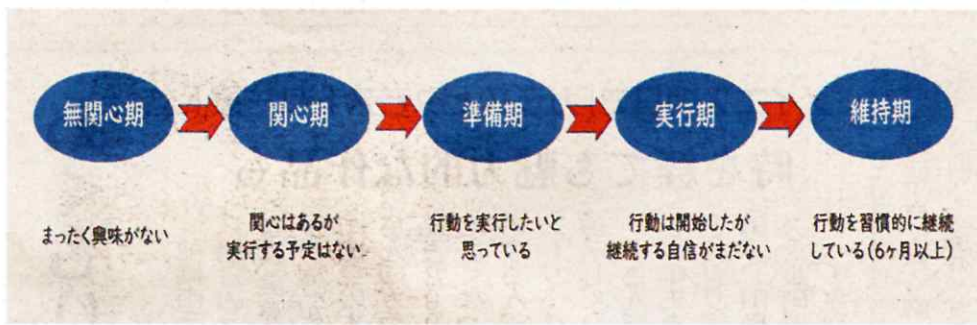 無関心期
関心期
準備期
実行期
維持期
まったく興味がない
関心はあるが
実行する予定はない
行動を実行したいと
思っている
行動は開始したが
継続する自信がまだない
行動を習慣的に継続
している(6ヶ月以上)